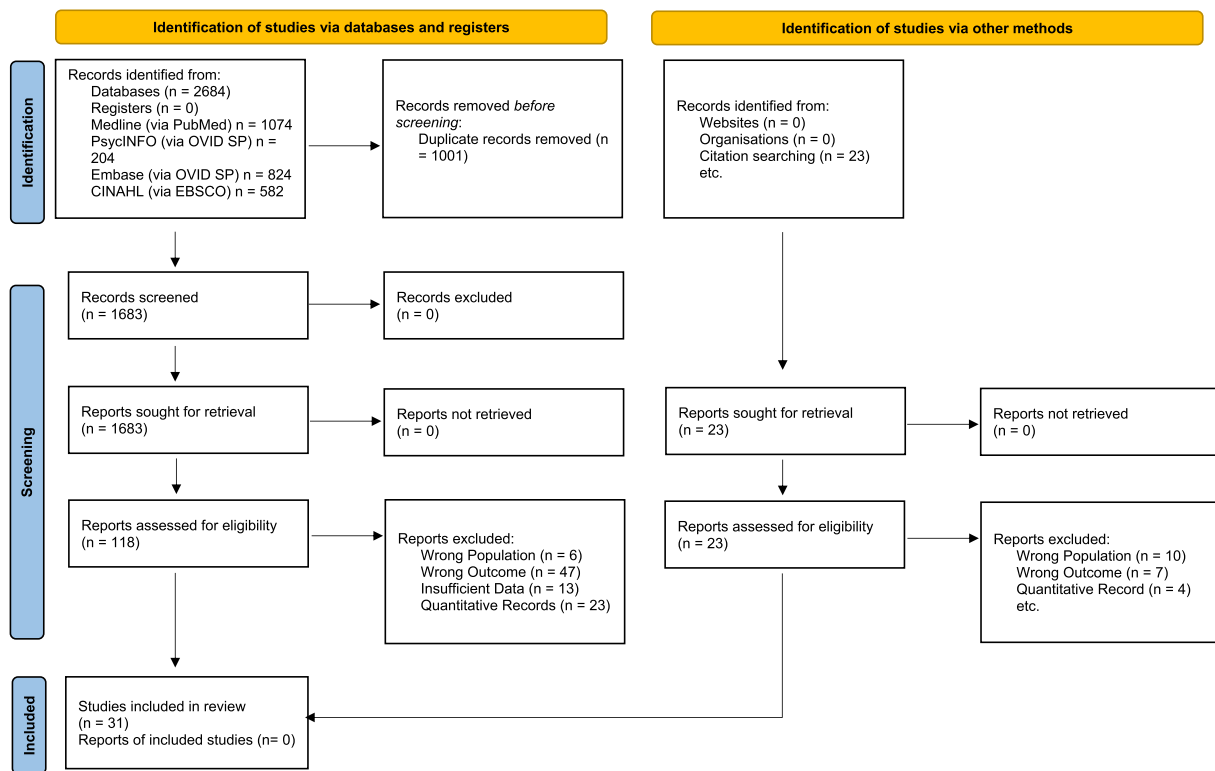 Identification of studies via databases and registers
Identification of studies via other methods
Identification
Records identified from:
Databases (n = 2684)
Registers (n = 0)
Medline (via PubMed) n = 1074
PsycINFO (via OVID SP) n =
204
Embase (via OVID SP) n = 824
CINAHL (via EBSCO) n = 582
Records removed before
screening:
Duplicate records removed (n
= 1001)
Records identified from:
Websites (n = 0)
Organisations (n = 0)
Citation searching (n = 23)
etc.
Screening
Records screened
(n = 1683)
Records excluded
(n = 0)
Reports sought for retrieval
(n = 1683)
Reports not retrieved
(n = 0)
Reports sought for retrieval
(n = 23)
Reports not retrieved
(n = 0)
Reports assessed for eligibility
(n = 118)
Reports excluded:
Wrong Population (n = 6)
Wrong Outcome (n = 47)
Insufficient Data (n = 13)
Quantitative Records (n = 23)
Reports assessed for eligibility
(n = 23)
Reports excluded:
Wrong Population (n = 10)
Wrong Outcome (n = 7)
Quantitative Record (n = 4)
etc.
Included
Studies included in review
(n = 31)
Reports of included studies (n= 0)